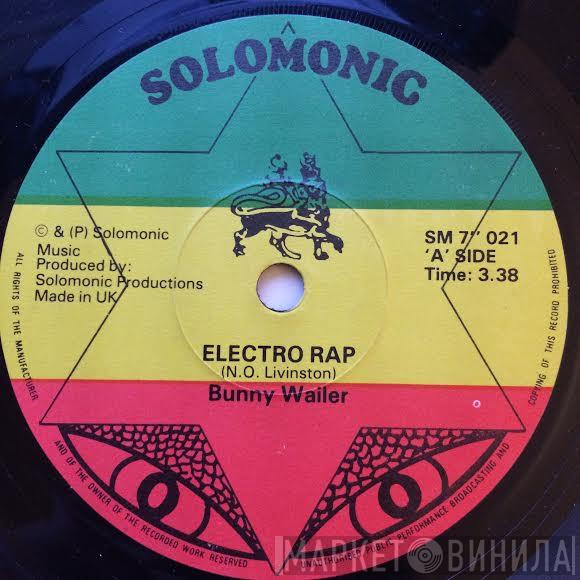 SOLOMONIC
© & (P) Solomonic
Music
Produced by:
Solomonic Productions
Made in UK
SM 7" 021
'A' SIDE
Time: 3.38
ELECTRO RAP
(N.O. Livinston)
Bunny Wailer
ALL RIGHTS OF THE MANUFACTURER
AND OF THE OWNER OF THE RECORDED WORK RESERVED
UNAUTHORISED PUBLIC PERFORMANCE BROADCASTING AND
COPYING OF THIS RECORD PROHIBITED
МАРКЕТ ВИНИЛА